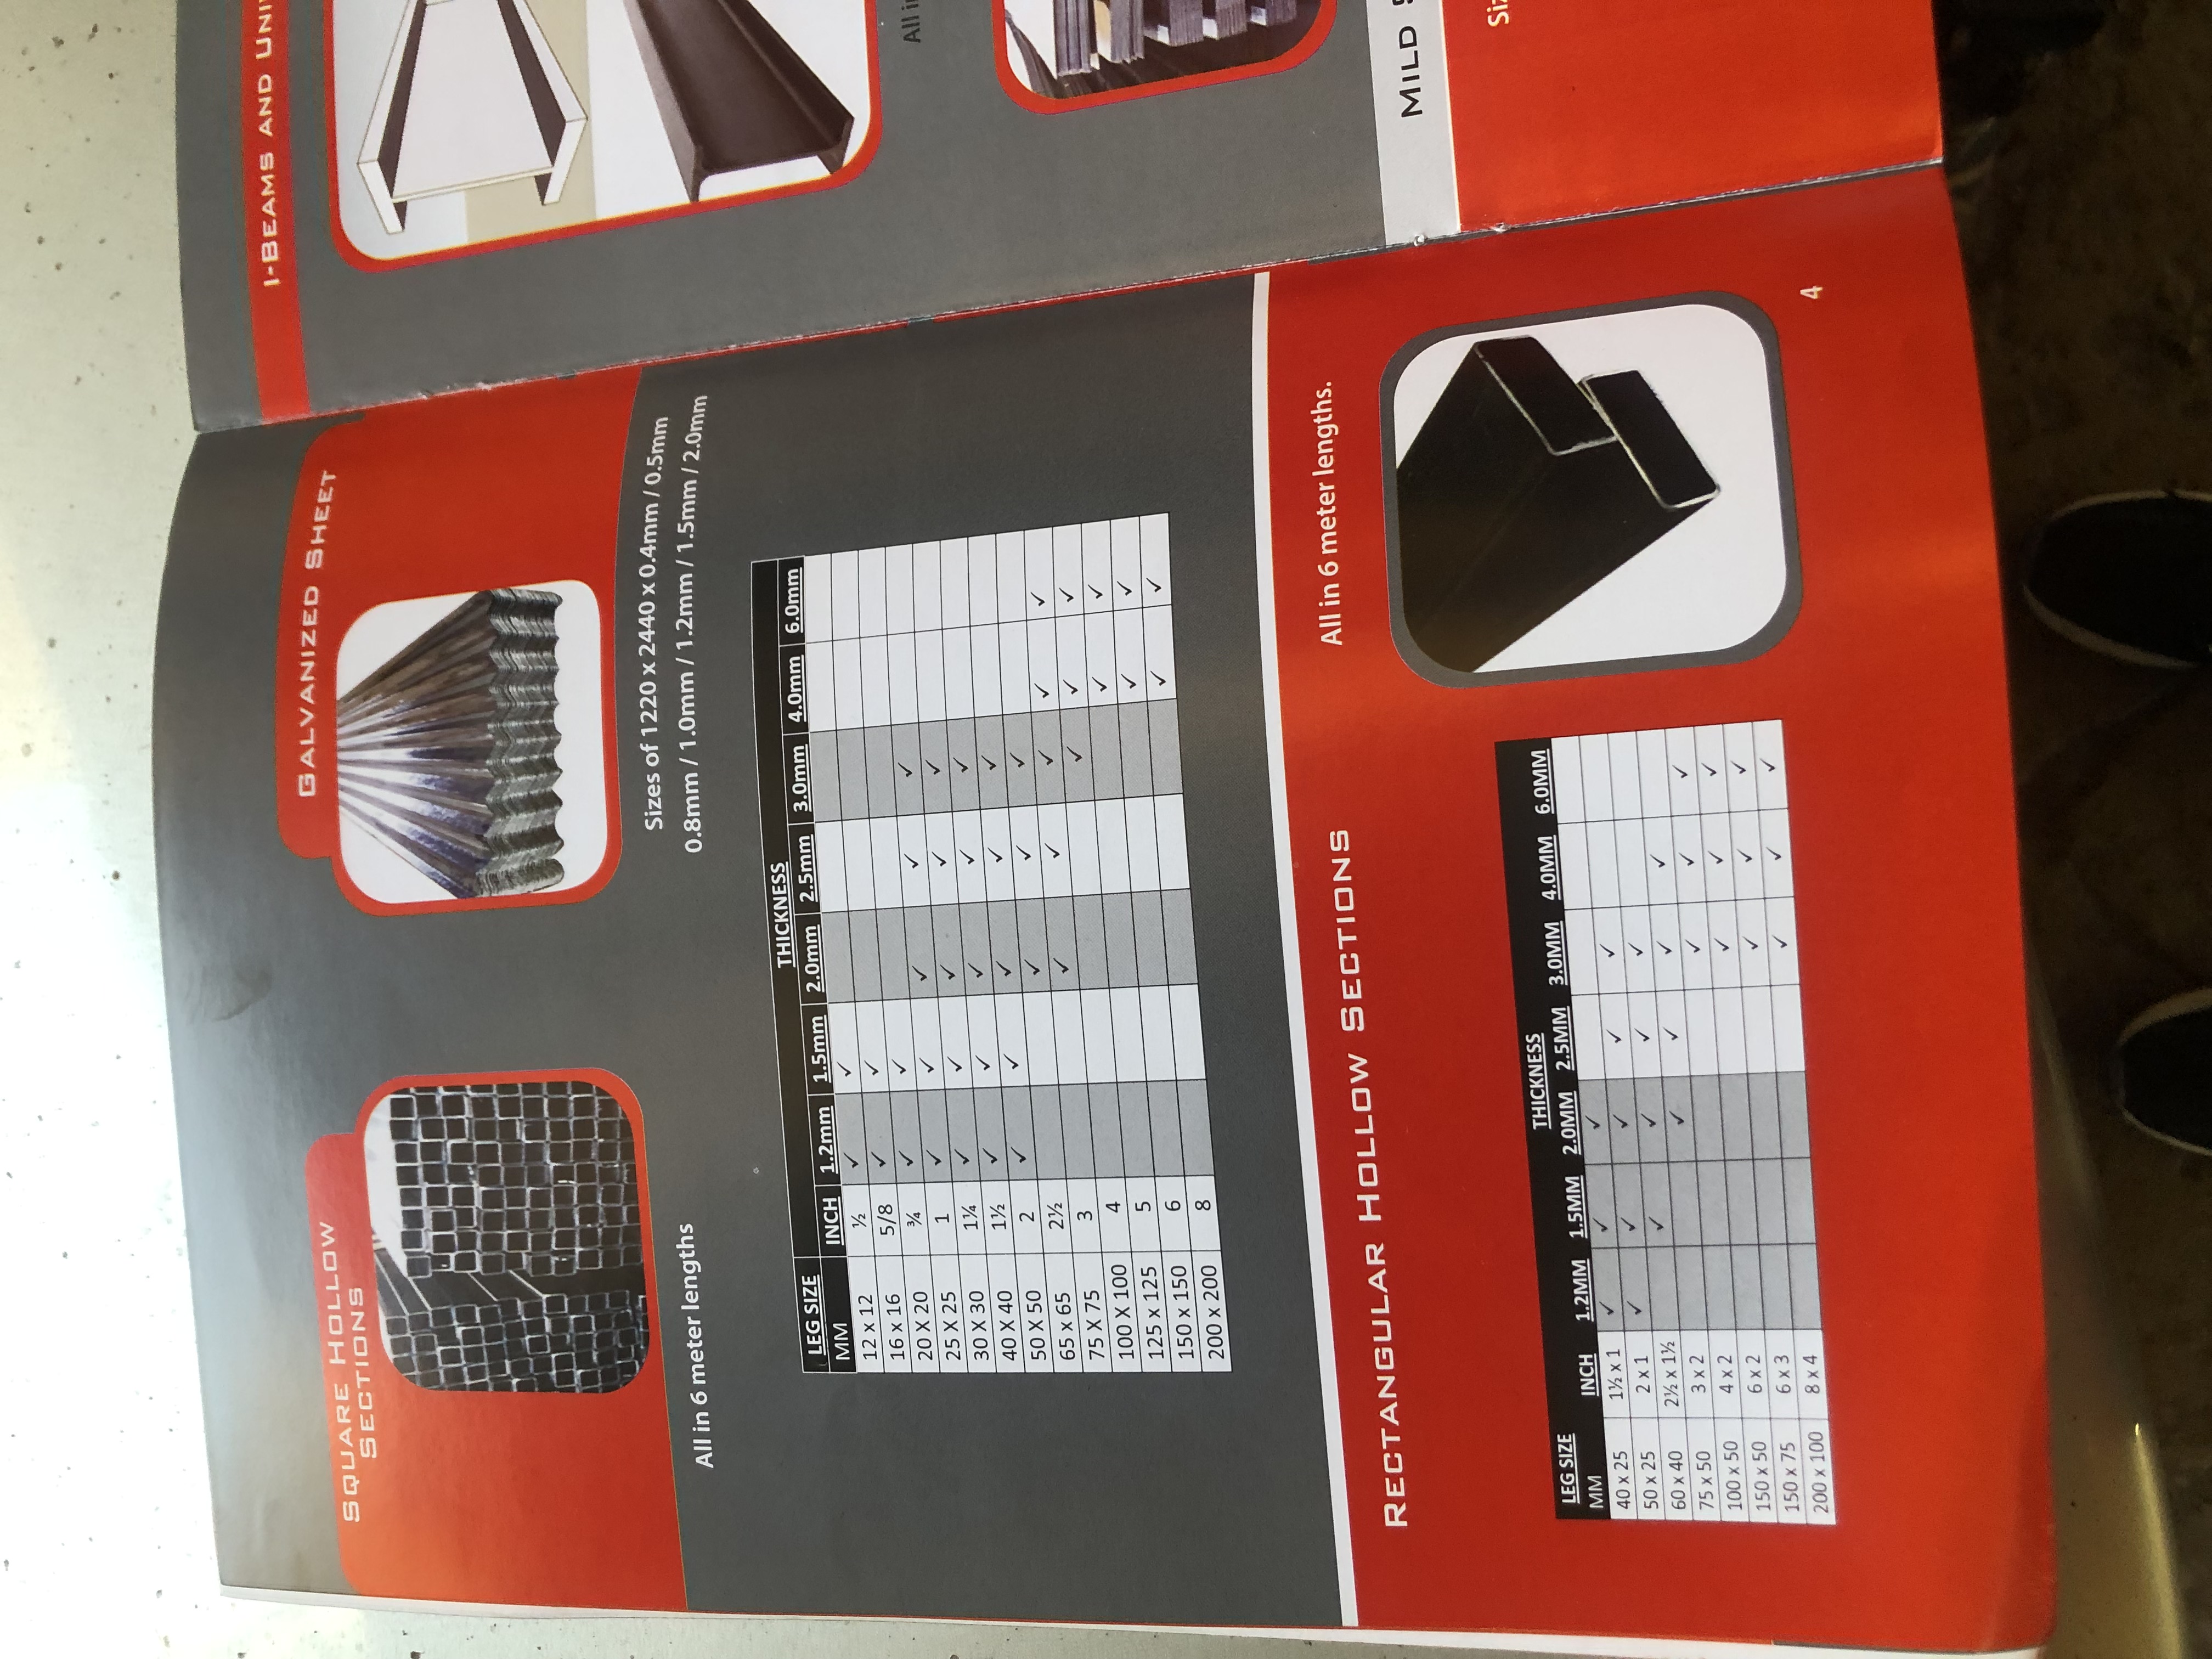 SQUARE HOLLOW
SECTIONS
All in 6 meter lengths
GALVANIZED SHEET
Sizes of 1220 x 2440 x 0.4mm / 0.5mm
0.8mm / 1.0mm / 1.2mm / 1.5mm / 2.0mm
LEG SIZE THICKNESS
MM INCH 1.2mm 1.5mm 2.0mm 2.5mm 3.0mm 4.0mm 6.0mm
12 x 12 ½ ✓ ✓
16 x 16 5/8 ✓ ✓
20 X 20 ¾ ✓ ✓
25 X 25 1 ✓ ✓ ✓ ✓ ✓
30 X 30 1¼ ✓ ✓ ✓ ✓ ✓
40 X 40 1½ ✓ ✓ ✓ ✓ ✓
50 X 50 2 ✓ ✓ ✓ ✓ ✓
65 x 65 2½ ✓ ✓ ✓
75 X 75 3 ✓ ✓ ✓ ✓ ✓
100 X 100 4 ✓ ✓ ✓
125 x 125 5 ✓ ✓
150 x 150 6 ✓ ✓
200 x 200 8 ✓ ✓
RECTANGULAR HOLLOW SECTIONS
All in 6 meter lengths.
LEG SIZE THICKNESS
MM INCH 1.2MM 1.5MM 2.0MM 2.5MM 3.0MM 4.0MM 6.0MM
40 x 25 1½ x 1 ✓ ✓ ✓
50 x 25 2 x 1 ✓ ✓ ✓ ✓ ✓
60 x 40 2½ x 1½ ✓ ✓ ✓ ✓
75 x 50 3 x 2 ✓ ✓ ✓ ✓
100 x 50 4 x 2 ✓ ✓ ✓
150 x 50 6 x 2 ✓ ✓ ✓
150 x 75 6 x 3 ✓ ✓ ✓
200 x 100 8 x 4 ✓ ✓ ✓
4
I-BEAMS AND UNI
All i
MILD
Siz